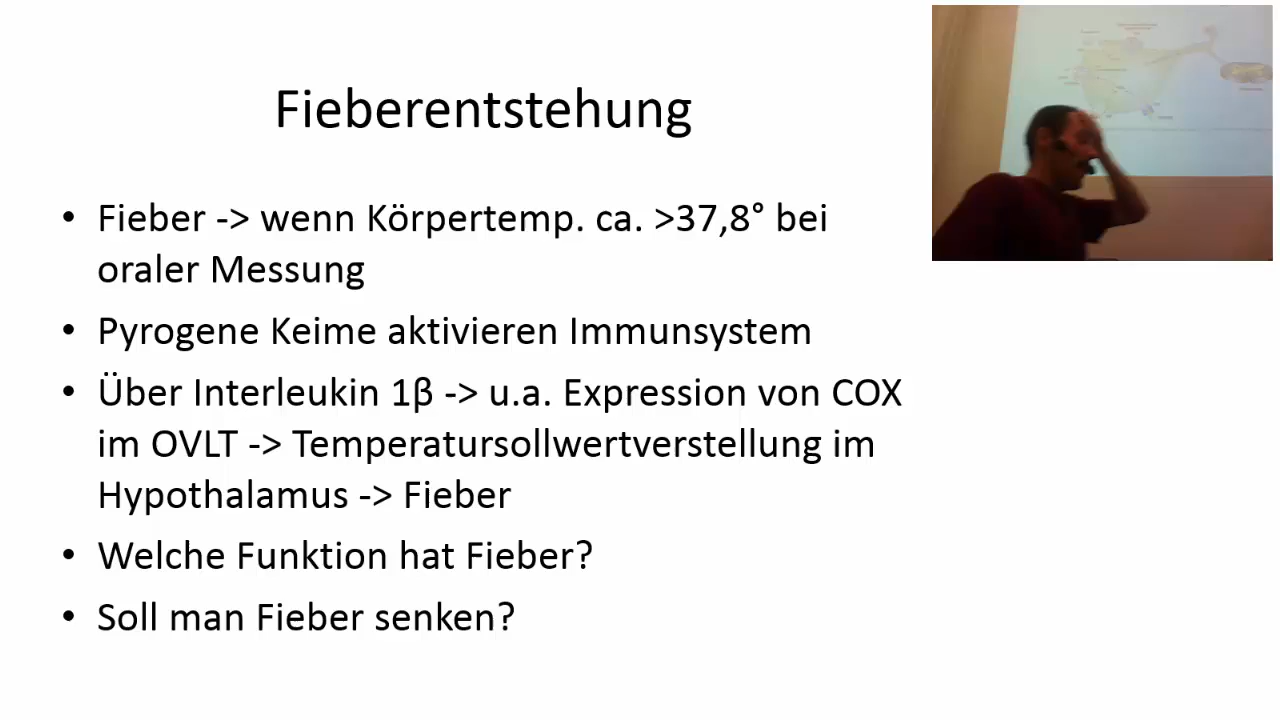 Fieberentstehung
• Fieber -> wenn Körpertemp. ca. >37,8° bei
oraler Messung
• Pyrogene Keime aktivieren Immunsystem
• Über Interleukin 1β -> u.a. Expression von COX
im OVLT -> Temperatursollwertverstellung im
Hypothalamus -> Fieber
• Welche Funktion hat Fieber?
• Soll man Fieber senken?